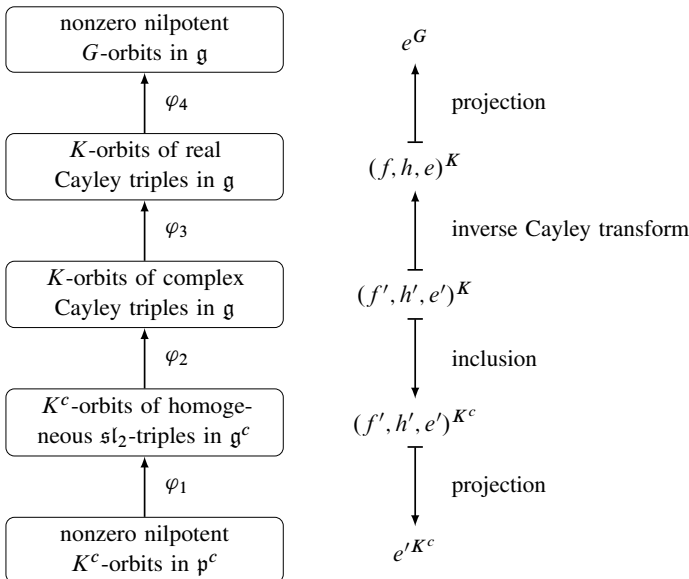 nonzero nilpotent
G-orbits in 𝔤
e^G
φ₄
projection
K-orbits of real
Cayley triples in 𝔤
(f, h, e)^K
φ₃
inverse Cayley transform
K-orbits of complex
Cayley triples in 𝔤
(f′, h′, e′)^K
φ₂
inclusion
K^c-orbits of homoge-
neous 𝔰𝔩₂-triples in 𝔤^c
(f′, h′, e′)^{K^c}
φ₁
projection
nonzero nilpotent
K^c-orbits in 𝔭^c
e′^{K^c}